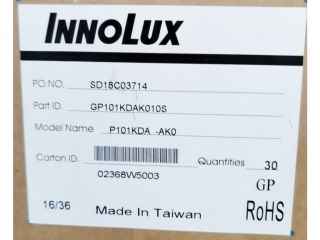 INNOLUX
PO.NO. SD18C03714
Part ID. GP101KDAK010S
Model Name P101KDA -AK0
Carton ID. Quantities 30
02368W5003 GP
16/36 Made in Taiwan RoHS